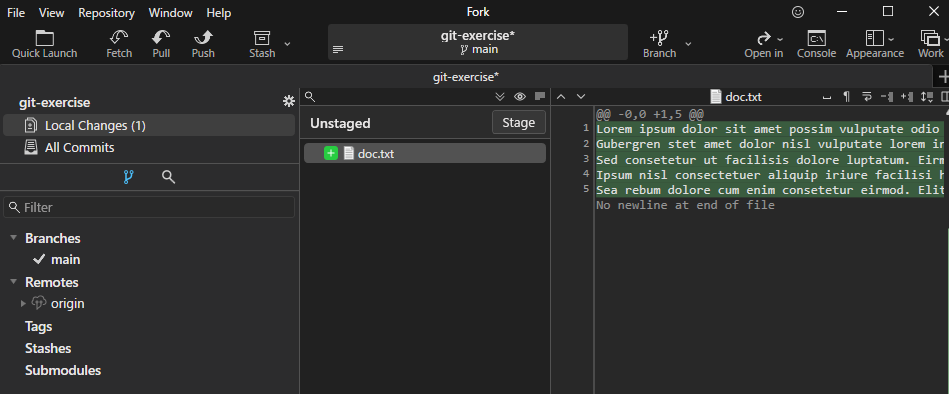 File View Repository Window Help
Fork
Quick Launch
Fetch
Pull
Push
Stash
git-exercise*
main
Branch
Open in
Console
Appearance
Work
git-exercise*
git-exercise
Local Changes (1)
All Commits
Filter
Branches
main
Remotes
origin
Tags
Stashes
Submodules
Unstaged
Stage
doc.txt
doc.txt
@@ -0,0 +1,5 @@
1 Lorem ipsum dolor sit amet possim vulputate odio
2 Gubergren stet amet dolor nisl vulputate lorem in
3 Sed consetetur ut facilisis dolore luptatum. Eirm
4 Ipsum nisl consectetuer aliquip iriure facilisi h
5 Sea rebum dolore cum enim consetetur eirmod. Elit
No newline at end of file